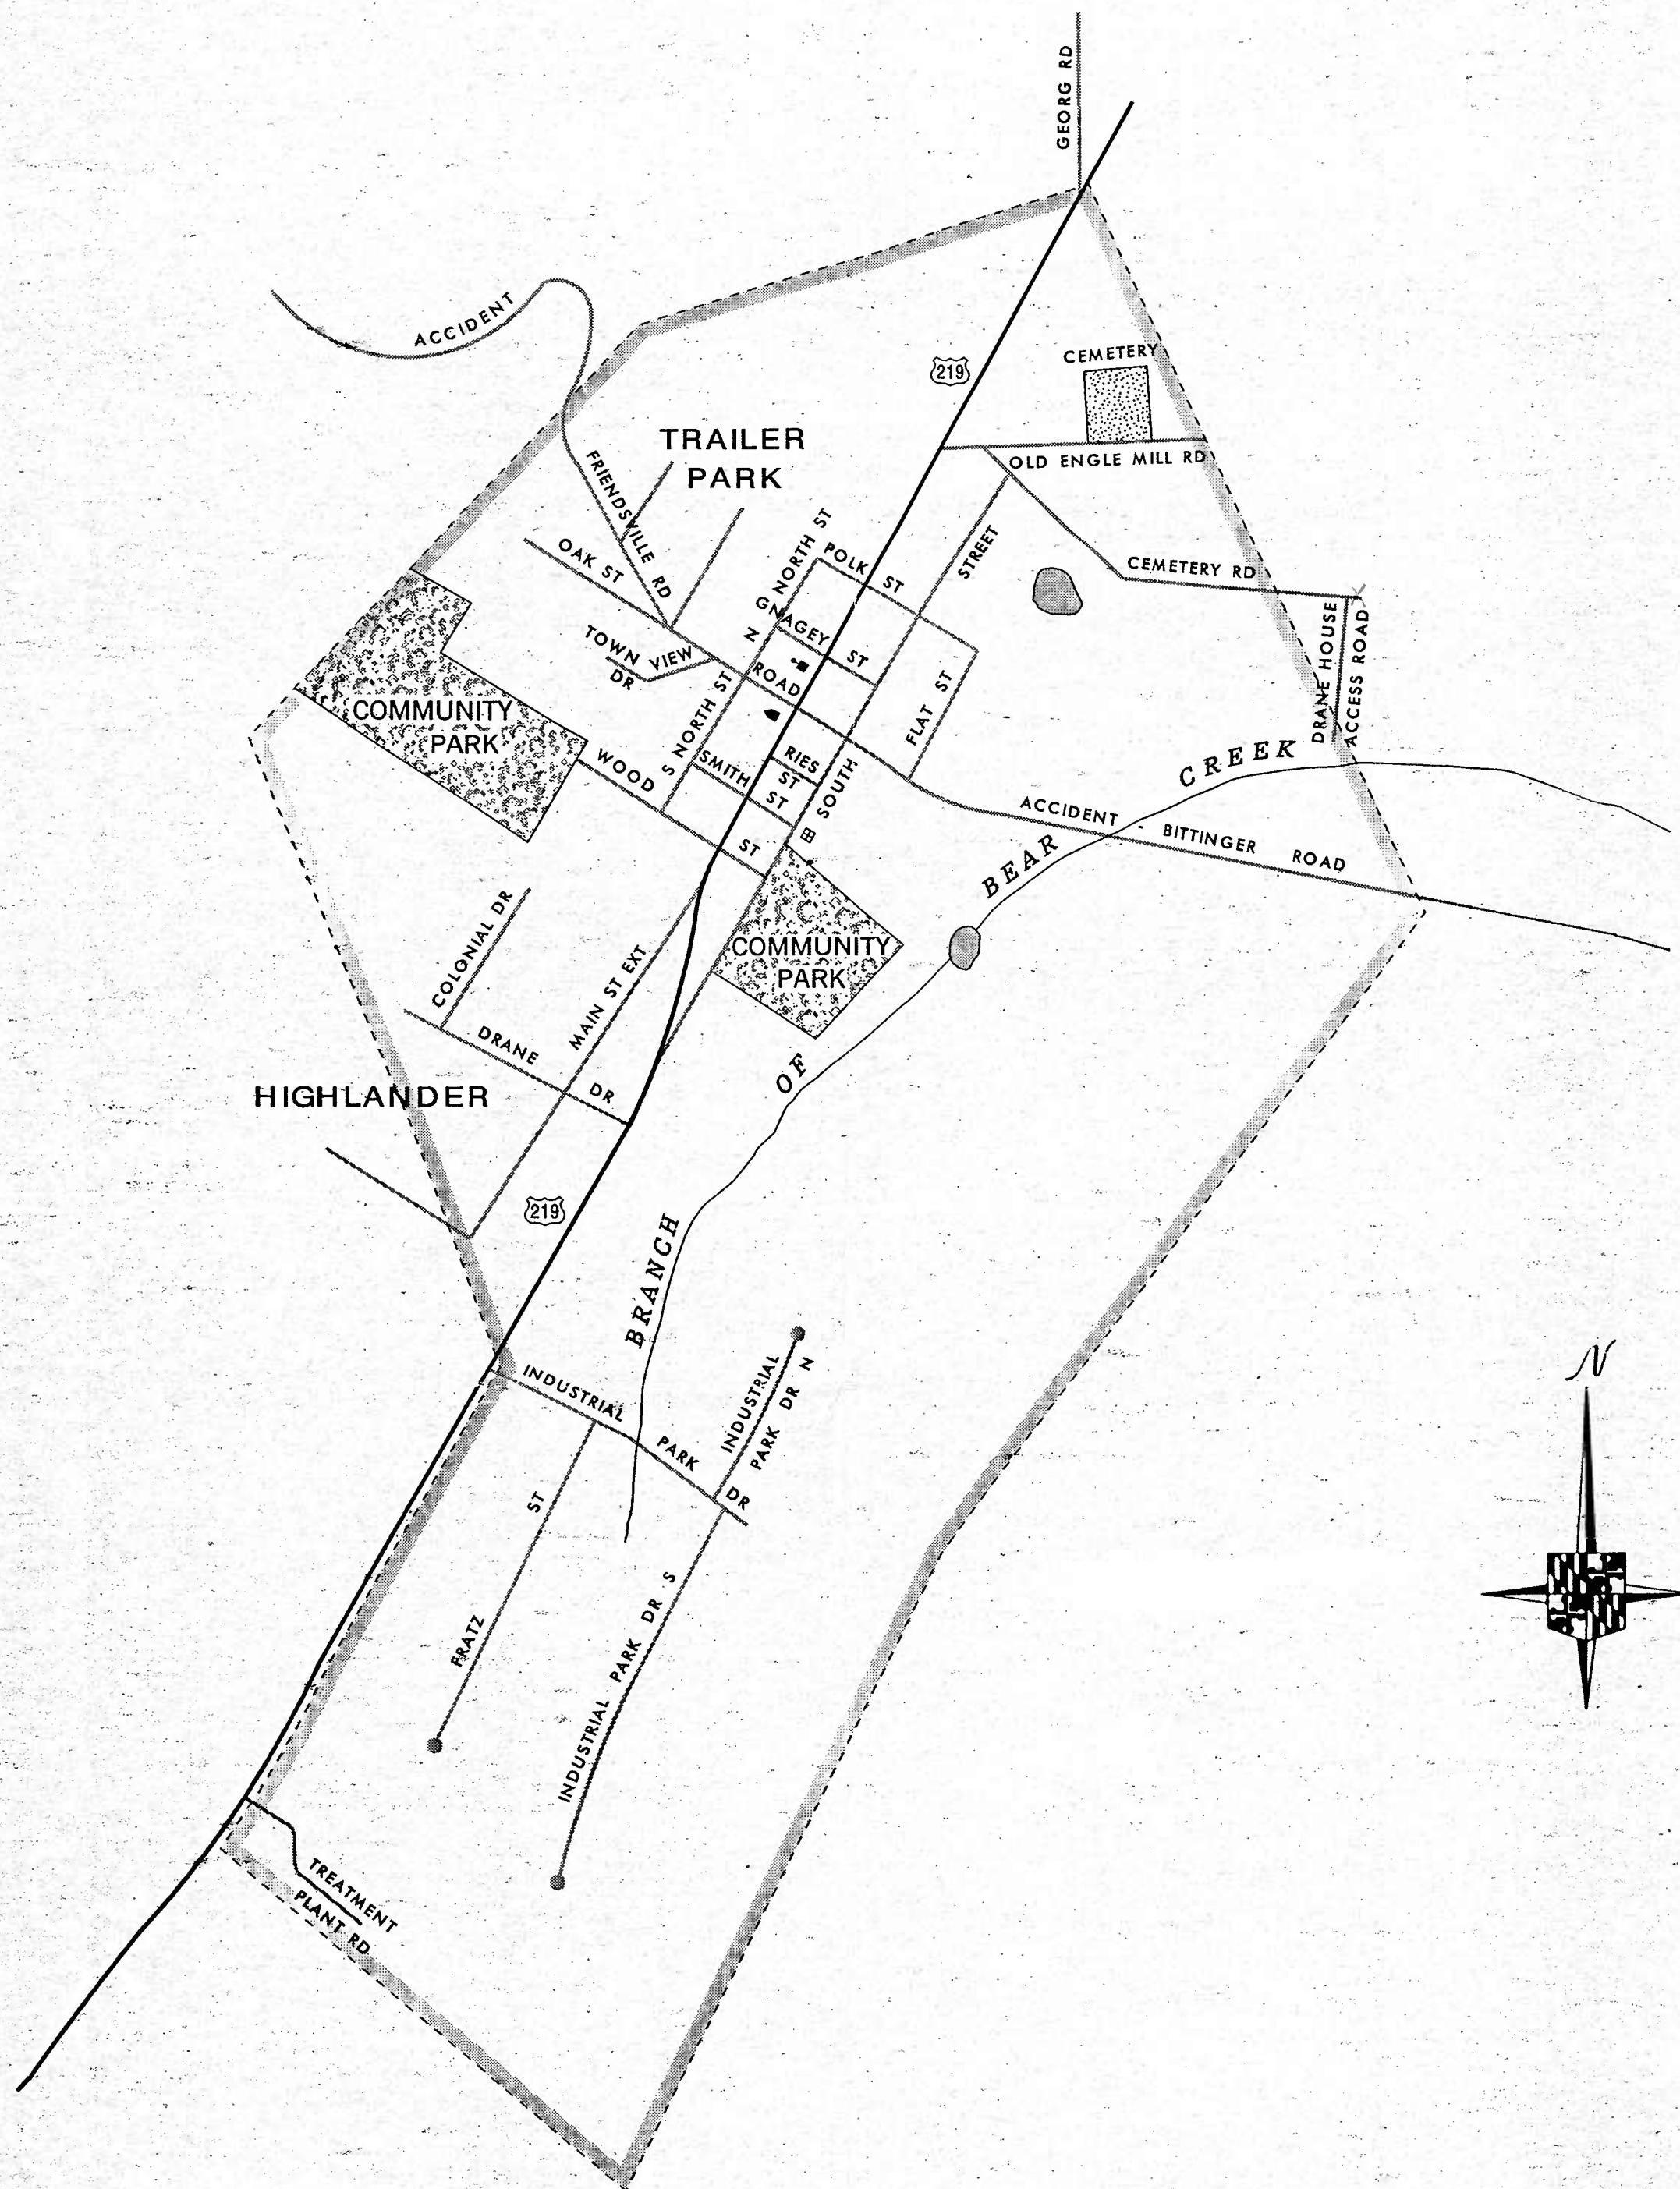 GEORG RD
ACCIDENT
219
CEMETERY
TRAILER
PARK
FRIENDSVILLE RD
OLD ENGLE MILL RD
OAK ST
N NORTH ST
POLK ST
STREET
CEMETERY RD
GNAGEY ST
TOWN VIEW
DR
ROAD
DRANE HOUSE
ACCESS ROAD
COMMUNITY
PARK
S NORTH ST
FLAT ST
WOOD ST
SMITH ST
RIES
ST
SOUTH
CREEK
ACCIDENT - BITTINGER ROAD
BEAR
COLONIAL DR
MAIN ST EXT
COMMUNITY
PARK
DRANE DR
OF
HIGHLANDER
219
BRANCH
INDUSTRIAL PARK DR
INDUSTRIAL
PARK DR N
N
FRATZ ST
INDUSTRIAL PARK DR S
TREATMENT
PLANT RD